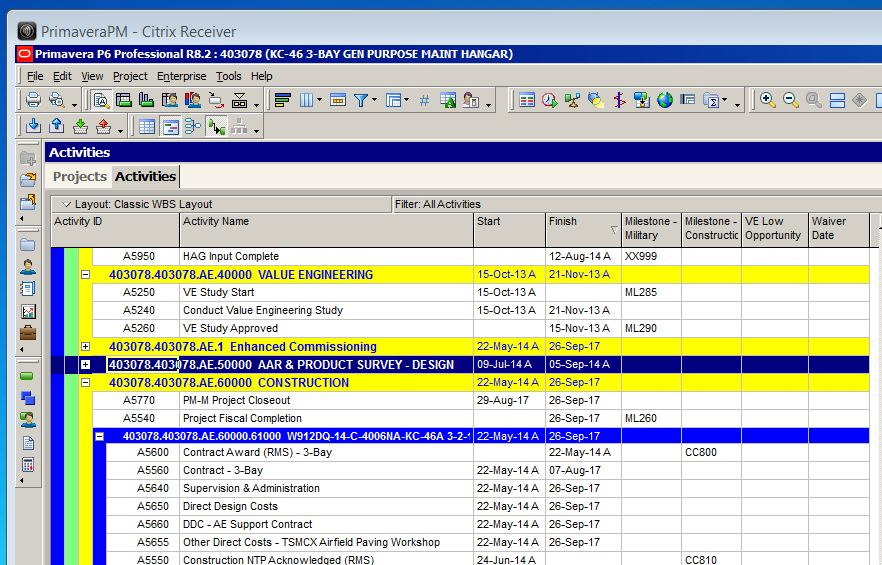 PrimaveraPM - Citrix Receiver
Primavera P6 Professional R8.2 : 403078 (KC-46 3-BAY GEN PURPOSE MAINT HANGAR)
File Edit View Project Enterprise Tools Help
Activities
Projects Activities
Layout: Classic WBS Layout Filter: All Activities
Activity ID Activity Name Start Finish Milestone - Military Milestone - Constructic VE Low Opportunity Waiver Date
A5950 HAG Input Complete 12-Aug-14 A XX999
403078.403078.AE.40000 VALUE ENGINEERING 15-Oct-13 A 21-Nov-13 A
A5250 VE Study Start 15-Oct-13 A ML285
A5240 Conduct Value Engineering Study 15-Oct-13 A 21-Nov-13 A
A5260 VE Study Approved 15-Nov-13 A ML290
403078.403078.AE.1 Enhanced Commissioning 22-May-14 A 26-Sep-17
403078.403078.AE.50000 AAR & PRODUCT SURVEY - DESIGN 09-Jul-14 A 05-Sep-14 A
403078.403078.AE.60000 CONSTRUCTION 22-May-14 A 26-Sep-17
A5770 PM-M Project Closeout 29-Aug-17 26-Sep-17
A5540 Project Fiscal Completion 26-Sep-17 ML260
403078.403078.AE.60000.61000 W912DQ-14-C-4006NA-KC-46A 3-2-1 22-May-14 A 26-Sep-17
A5600 Contract Award (RMS) - 3-Bay 22-May-14 A CC800
A5560 Contract - 3-Bay 22-May-14 A 07-Aug-17
A5640 Supervision & Administration 22-May-14 A 26-Sep-17
A5650 Direct Design Costs 22-May-14 A 26-Sep-17
A5660 DDC - AE Support Contract 22-May-14 A 26-Sep-17
A5655 Other Direct Costs - TSMCX Airfield Paving Workshop 22-May-14 A 26-Sep-17
A5550 Construction NTP Acknowledged (RMS) 24-Jun-14 A CC810